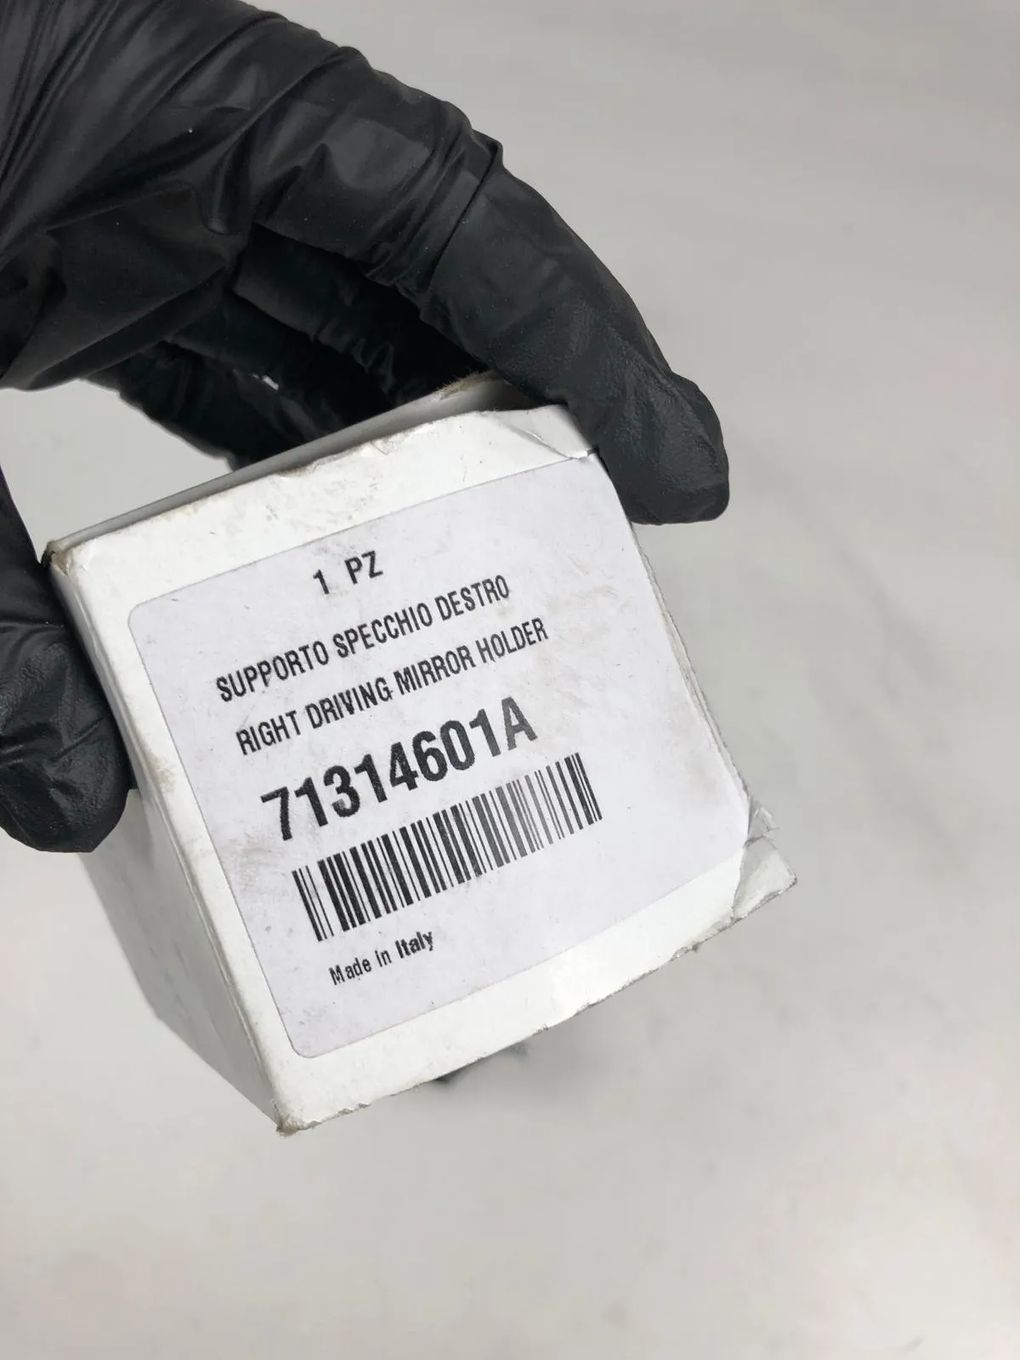 1 PZ
SUPPORTO SPECCHIO DESTRO
RIGHT DRIVING MIRROR HOLDER
71314601A
Made in Italy